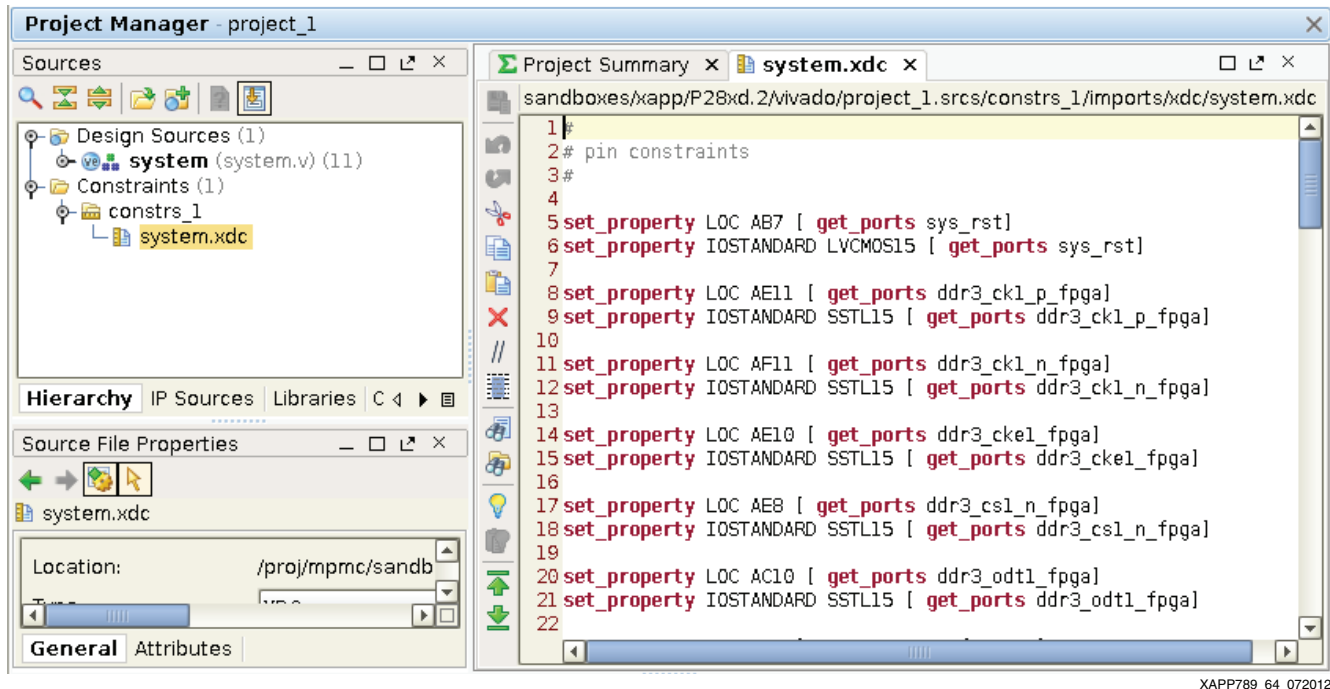 Project Manager - project_1
Sources
Design Sources (1)
system (system.v) (11)
Constraints (1)
constrs_1
system.xdc
Hierarchy IP Sources Libraries C
Source File Properties
system.xdc
Location: /proj/mpmc/sandb
General Attributes
Project Summary system.xdc
sandboxes/xapp/P28xd.2/vivado/project_1.srcs/constrs_1/imports/xdc/system.xdc
1 #
2 # pin constraints
3 #
4
5 set_property LOC AB7 [ get_ports sys_rst]
6 set_property IOSTANDARD LVCMOS15 [ get_ports sys_rst]
7
8 set_property LOC AE11 [ get_ports ddr3_ck1_p_fpga]
9 set_property IOSTANDARD SSTL15 [ get_ports ddr3_ck1_p_fpga]
10
11 set_property LOC AF11 [ get_ports ddr3_ck1_n_fpga]
12 set_property IOSTANDARD SSTL15 [ get_ports ddr3_ck1_n_fpga]
13
14 set_property LOC AE10 [ get_ports ddr3_cke1_fpga]
15 set_property IOSTANDARD SSTL15 [ get_ports ddr3_cke1_fpga]
16
17 set_property LOC AE8 [ get_ports ddr3_cs1_n_fpga]
18 set_property IOSTANDARD SSTL15 [ get_ports ddr3_cs1_n_fpga]
19
20 set_property LOC AC10 [ get_ports ddr3_odt1_fpga]
21 set_property IOSTANDARD SSTL15 [ get_ports ddr3_odt1_fpga]
22
XAPP789_64_072012